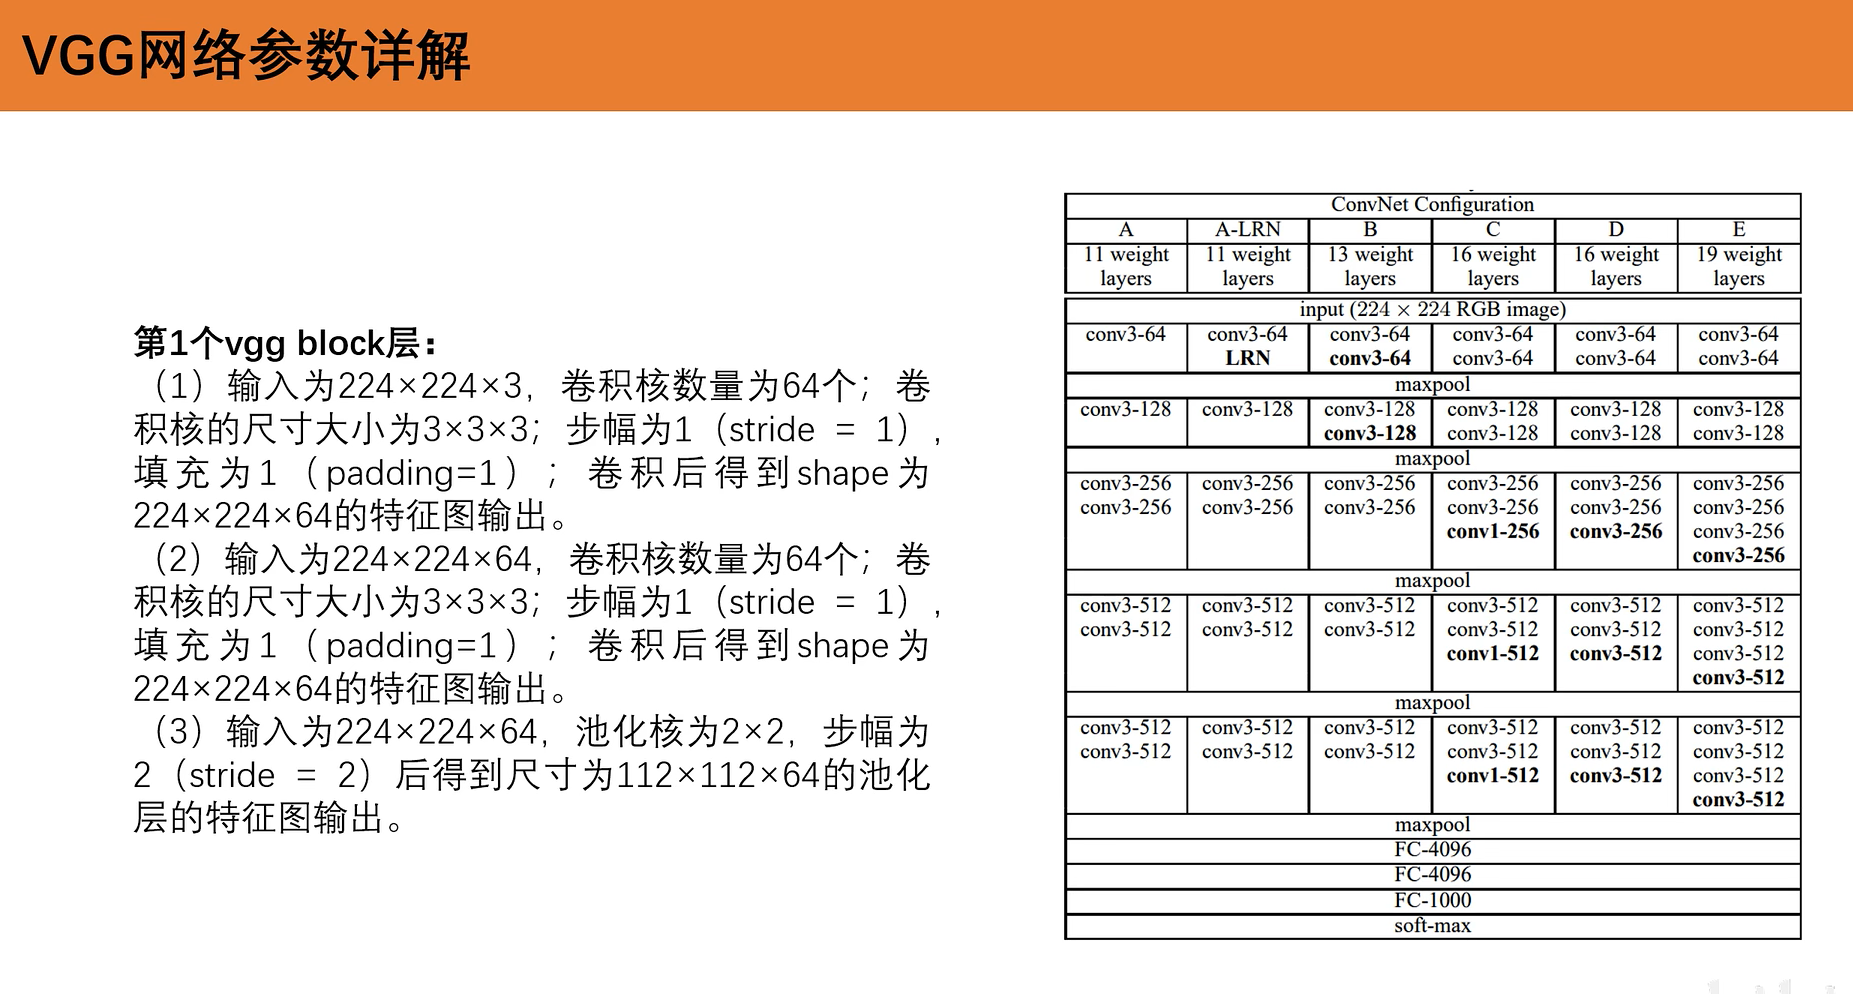 VGG网络参数详解
第1个vgg block层：
（1）输入为224×224×3，卷积核数量为64个；卷
积核的尺寸大小为3×3×3；步幅为1（stride = 1），
填充为1（padding=1）；卷积后得到shape为
224×224×64的特征图输出。
（2）输入为224×224×64，卷积核数量为64个；卷
积核的尺寸大小为3×3×3；步幅为1（stride = 1），
填充为1（padding=1）；卷积后得到shape为
224×224×64的特征图输出。
（3）输入为224×224×64，池化核为2×2，步幅为
2（stride = 2）后得到尺寸为112×112×64的池化
层的特征图输出。
ConvNet Configuration
A A-LRN B C D E
11 weight 11 weight 13 weight 16 weight 16 weight 19 weight
layers layers layers layers layers layers
input (224 × 224 RGB image)
conv3-64 conv3-64 conv3-64 conv3-64 conv3-64 conv3-64
LRN conv3-64 conv3-64 conv3-64 conv3-64
maxpool
conv3-128 conv3-128 conv3-128 conv3-128 conv3-128 conv3-128
conv3-128 conv3-128 conv3-128 conv3-128
maxpool
conv3-256 conv3-256 conv3-256 conv3-256 conv3-256 conv3-256
conv3-256 conv3-256 conv3-256 conv3-256 conv3-256 conv3-256
conv1-256 conv3-256 conv3-256
conv3-256
maxpool
conv3-512 conv3-512 conv3-512 conv3-512 conv3-512 conv3-512
conv3-512 conv3-512 conv3-512 conv3-512 conv3-512 conv3-512
conv1-512 conv3-512 conv3-512
conv3-512
maxpool
conv3-512 conv3-512 conv3-512 conv3-512 conv3-512 conv3-512
conv3-512 conv3-512 conv3-512 conv3-512 conv3-512 conv3-512
conv1-512 conv3-512 conv3-512
conv3-512
maxpool
FC-4096
FC-4096
FC-1000
soft-max